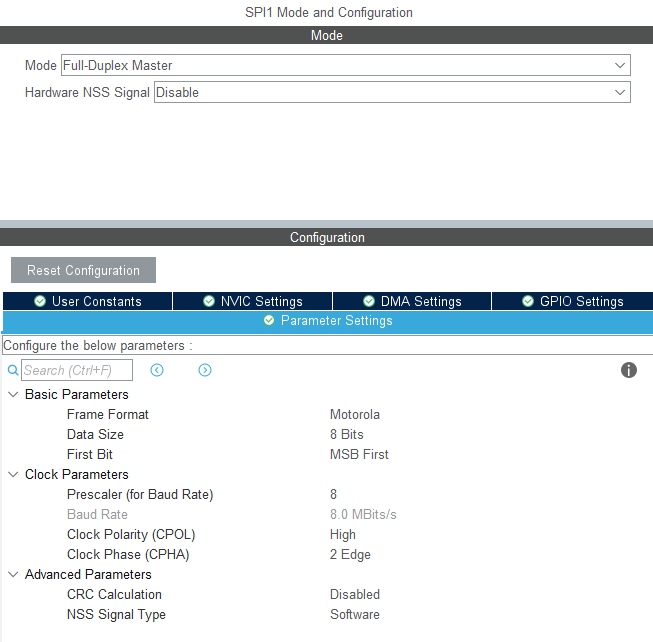 SPI1 Mode and Configuration
Mode
Mode Full-Duplex Master
Hardware NSS Signal Disable
Configuration
Reset Configuration
User Constants NVIC Settings DMA Settings GPIO Settings
Parameter Settings
Configure the below parameters :
Search (Ctrl+F)
Basic Parameters
Frame Format Motorola
Data Size 8 Bits
First Bit MSB First
Clock Parameters
Prescaler (for Baud Rate) 8
Baud Rate 8.0 MBits/s
Clock Polarity (CPOL) High
Clock Phase (CPHA) 2 Edge
Advanced Parameters
CRC Calculation Disabled
NSS Signal Type Software